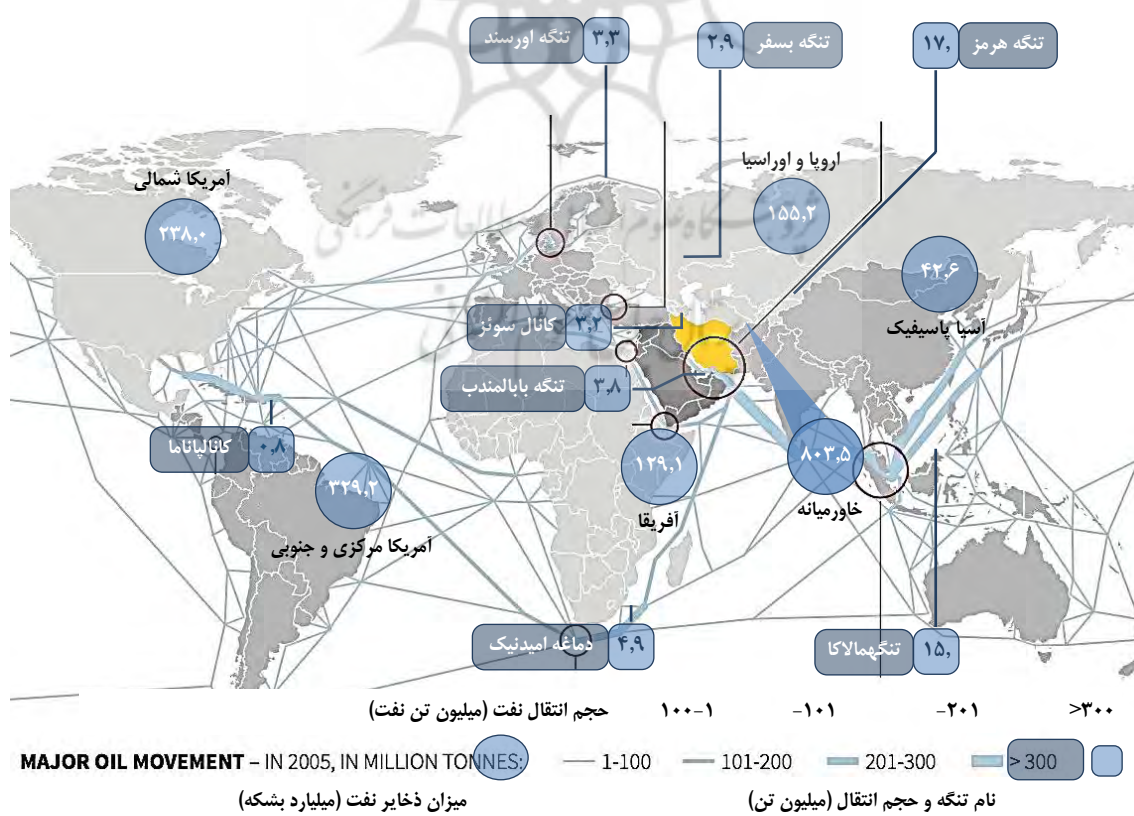 تنگه اورسند ۳,۳
تنگه بسفر ۲,۹
تنگه هرمز ۱۷,
اروپا و اوراسیا
۱۵۵,۲
آمریکا شمالی
۲۳۸,۰
۴۲,۶
آسیا پاسیفیک
کانال سوئز ۳,۲
تنگه بابالمندب ۳,۸
کانالپاناما ۰,۸
۱۲۹,۱
آفریقا
۸۰۳,۵
خاورمیانه
۳۲۹,۲
آمریکا مرکزی و جنوبی
دماغه امیدنیک ۴,۹
تنگهمالاکا ۱۵,
حجم انتقال نفت (میلیون تن نفت) ۱-۱۰۰ ۱۰۱- ۲۰۱- ۳۰۰<
MAJOR OIL MOVEMENT – IN 2005, IN MILLION TONNES: 1-100 101-200 201-300 > 300
میزان ذخایر نفت (میلیارد بشکه)
نام تنگه و حجم انتقال (میلیون تن)